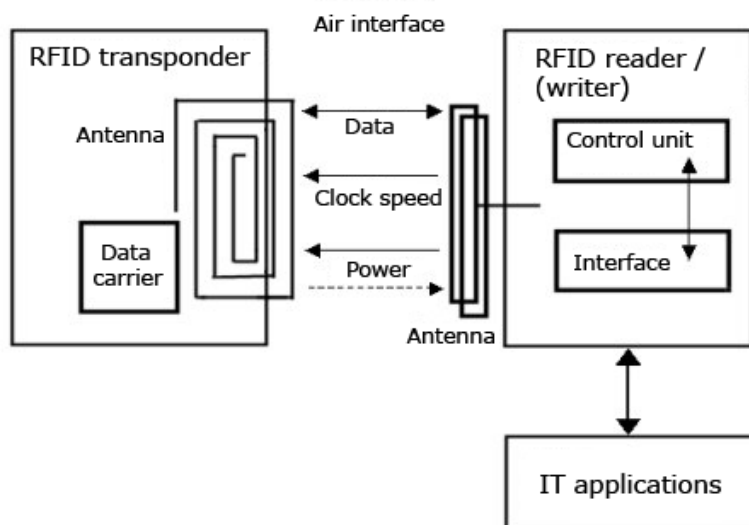 Air interface
RFID transponder
Antenna
Data
carrier
Data
Clock speed
Power
Antenna
RFID reader /
(writer)
Control unit
Interface
IT applications